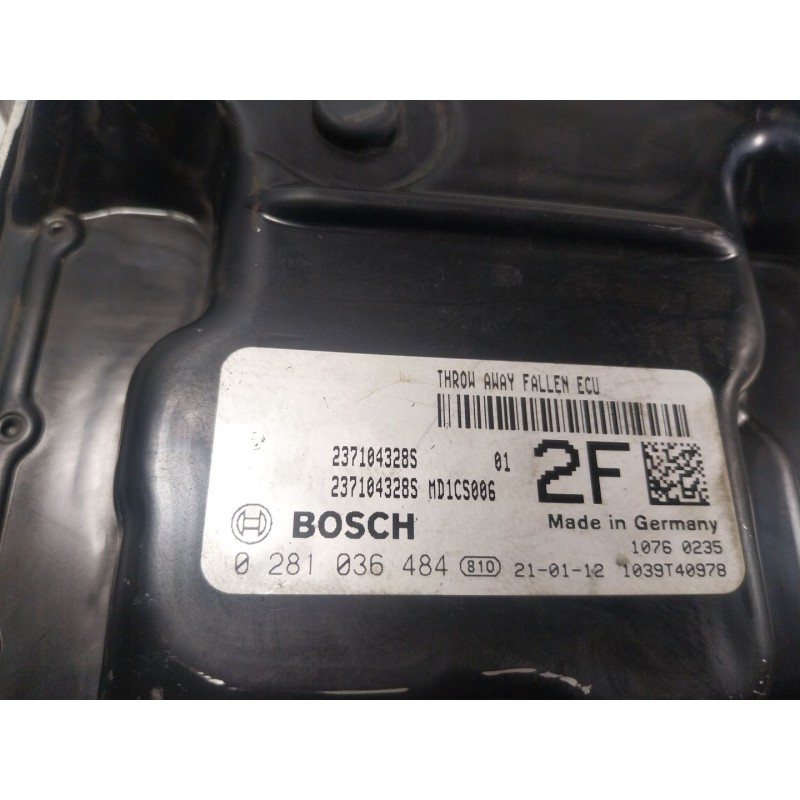 THROW AWAY FALLEN ECU
237104328S 01
237104328S MD1CS006 2F
BOSCH Made in Germany
1076 0235
0 281 036 484 810 21-01-12 1039T40978